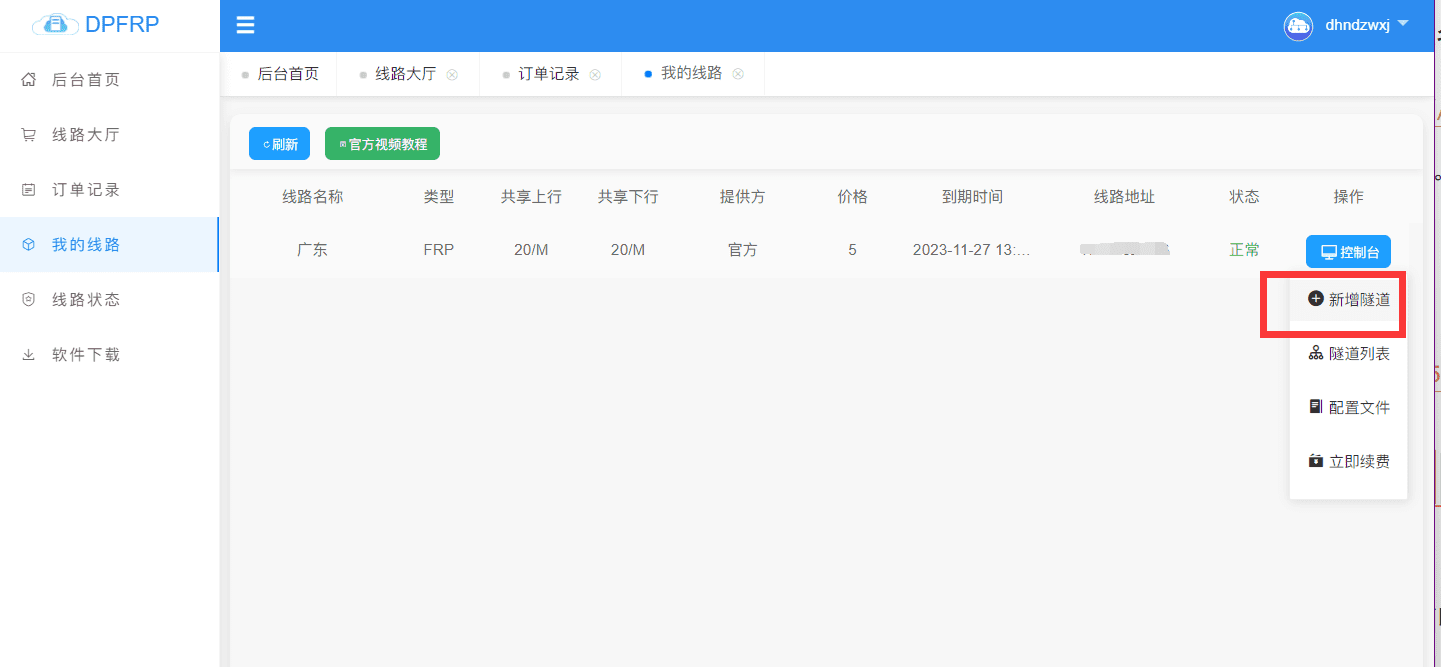 DPFRP
dhndzwxj
后台首页
线路大厅
订单记录
我的线路
线路状态
软件下载
后台首页 线路大厅 订单记录 我的线路
刷新 官方视频教程
线路名称 类型 共享上行 共享下行 提供方 价格 到期时间 线路地址 状态 操作
广东 FRP 20/M 20/M 官方 5 2023-11-27 13:... 正常 控制台
新增隧道
隧道列表
配置文件
立即续费